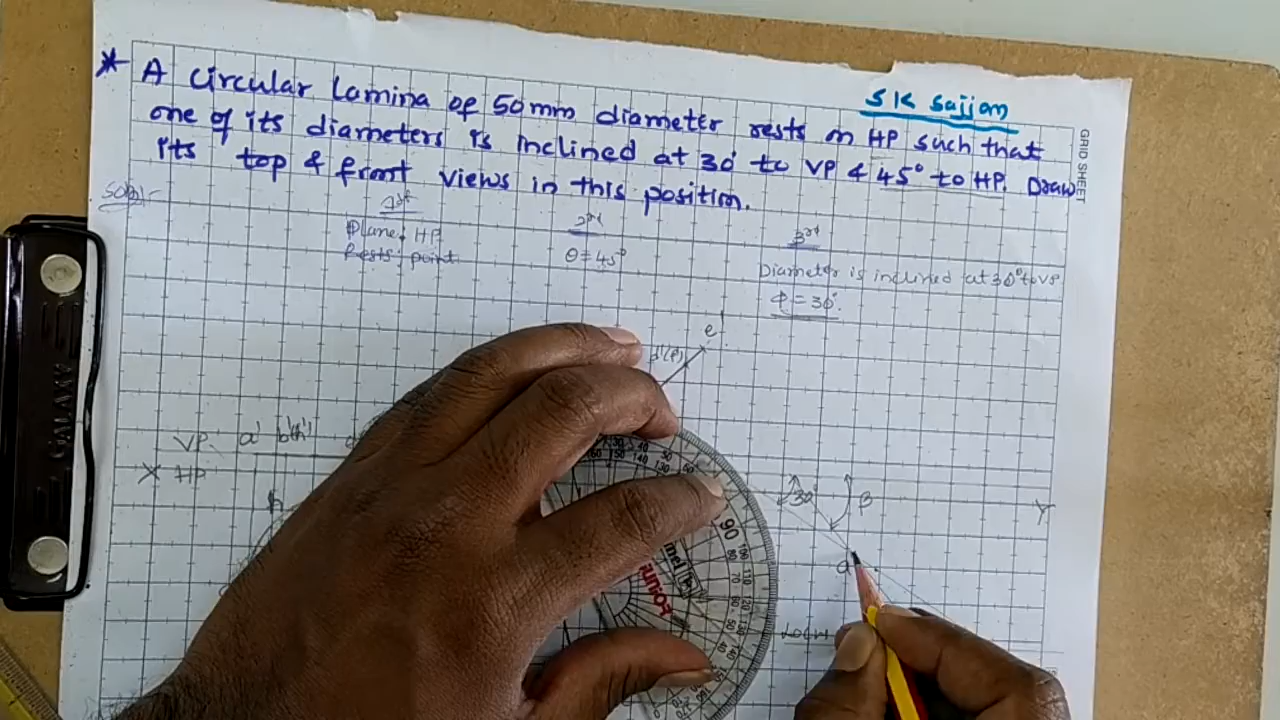 * A circular Lamina of 50mm diameter rests on HP such that
one of its diameters is inclined at 30° to VP & 45° to HP. Draw
its top & front views in this position.
SK Sajjan
GRID SHEET
Soln:-
1st
Plane: HP
Rests: point
2nd
θ = 45°
3rd
Diameter is inclined at 30° to VP
Φ = 30°.
e'
VP a' b'(h')
X HP
h
30°
β
Y
a
Locus